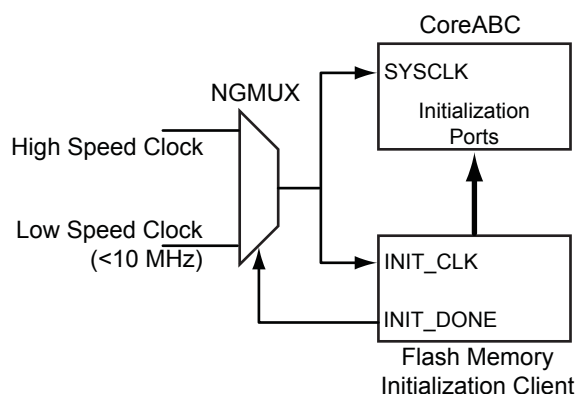 CoreABC
SYSCLK
NGMUX
Initialization
Ports
High Speed Clock
Low Speed Clock
(<10 MHz)
INIT_CLK
INIT_DONE
Flash Memory
Initialization Client